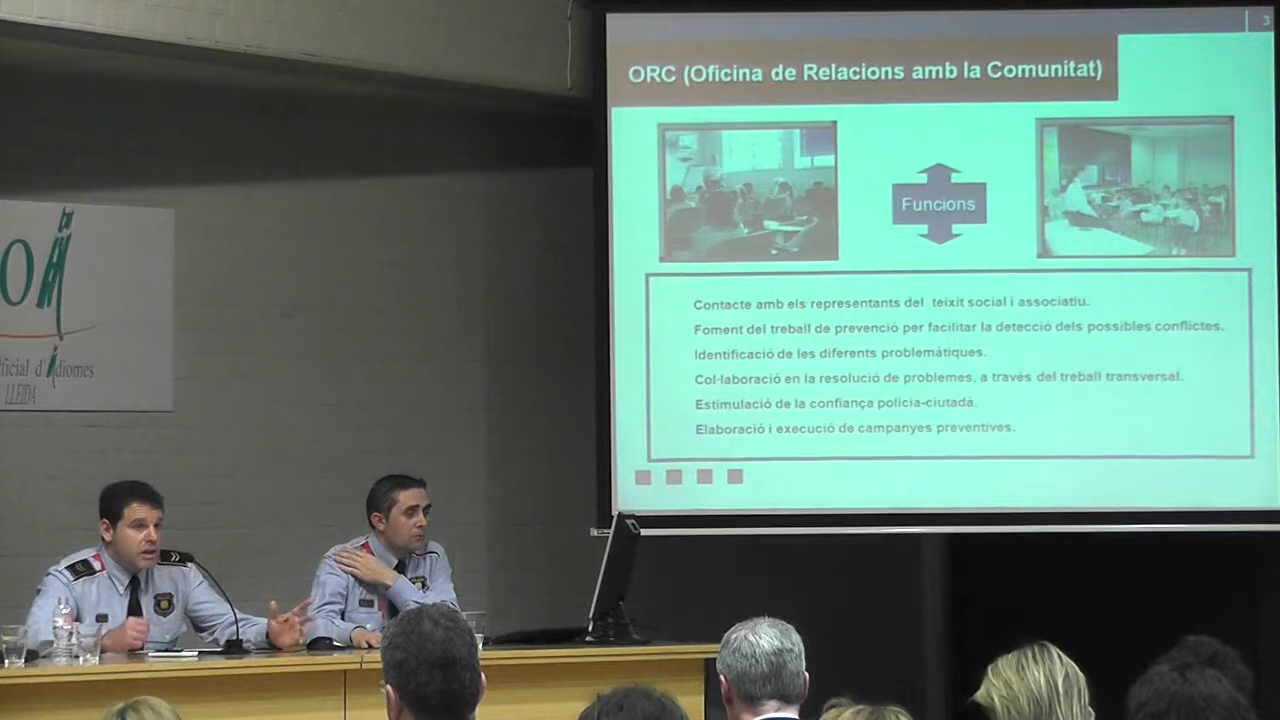 3
ORC (Oficina de Relacions amb la Comunitat)
Funcions
Contacte amb els representants del teixit social i associatiu.
Foment del treball de prevenció per facilitar la detecció dels possibles conflictes.
Identificació de les diferents problemàtiques.
Col·laboració en la resolució de problemes, a través del treball transversal.
Estimulació de la confiança policia-ciutadà.
Elaboració i execució de campanyes preventives.
Oficial d'Idiomes
LLEIDA